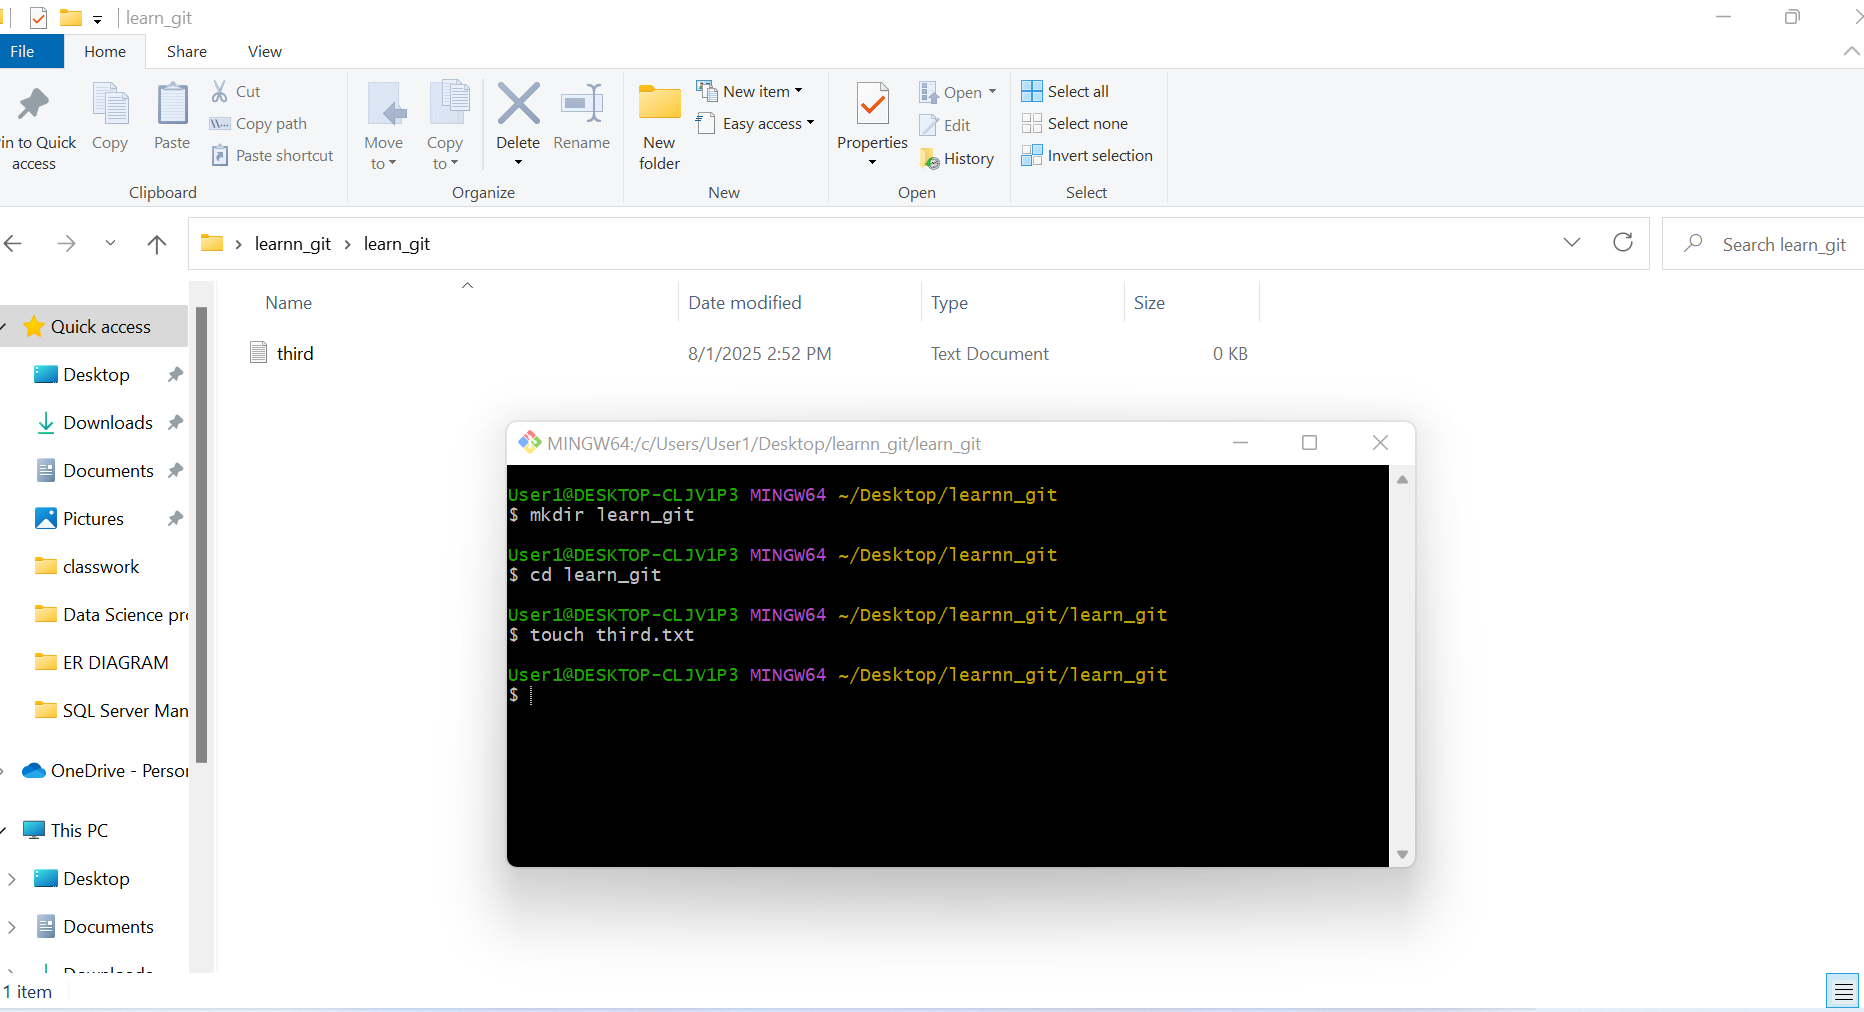 learn_git
File Home Share View
in to Quick access
Copy
Paste
Cut
Copy path
Paste shortcut
Clipboard
Move to
Copy to
Delete
Rename
Organize
New folder
New item
Easy access
New
Properties
Open
Edit
History
Open
Select all
Select none
Invert selection
Select
learnn_git › learn_git
Search learn_git
Name Date modified Type Size
third 8/1/2025 2:52 PM Text Document 0 KB
Quick access
Desktop
Downloads
Documents
Pictures
classwork
Data Science pr
ER DIAGRAM
SQL Server Man
OneDrive - Person
This PC
Desktop
Documents
Downloads
1 item
MINGW64:/c/Users/User1/Desktop/learnn_git/learn_git
User1@DESKTOP-CLJV1P3 MINGW64 ~/Desktop/learnn_git
$ mkdir learn_git
User1@DESKTOP-CLJV1P3 MINGW64 ~/Desktop/learnn_git
$ cd learn_git
User1@DESKTOP-CLJV1P3 MINGW64 ~/Desktop/learnn_git/learn_git
$ touch third.txt
User1@DESKTOP-CLJV1P3 MINGW64 ~/Desktop/learnn_git/learn_git
$